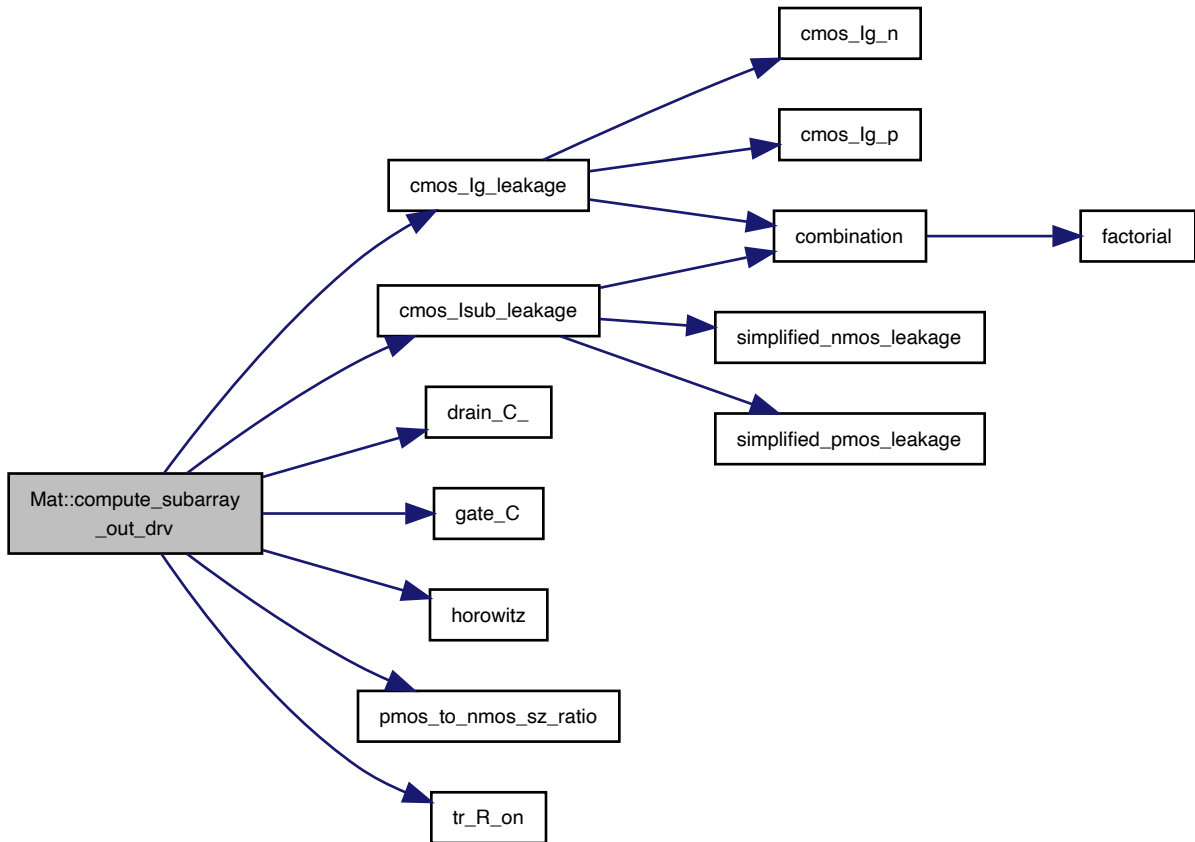 cmos_Ig_n
cmos_Ig_p
cmos_Ig_leakage
combination
factorial
cmos_Isub_leakage
simplified_nmos_leakage
drain_C_
simplified_pmos_leakage
Mat::compute_subarray
_out_drv
gate_C
horowitz
pmos_to_nmos_sz_ratio
tr_R_on